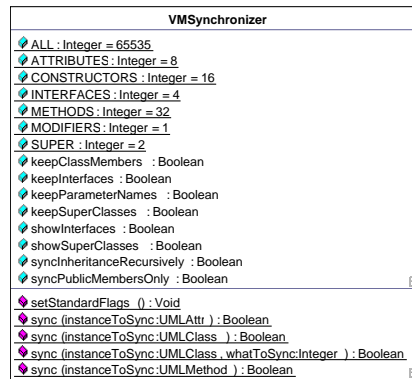 VMSynchronizer
ALL : Integer = 65535
ATTRIBUTES : Integer = 8
CONSTRUCTORS : Integer = 16
INTERFACES : Integer = 4
METHODS : Integer = 32
MODIFIERS : Integer = 1
SUPER : Integer = 2
keepClassMembers : Boolean
keepInterfaces : Boolean
keepParameterNames : Boolean
keepSuperClasses : Boolean
showInterfaces : Boolean
showSuperClasses : Boolean
syncInheritanceRecursively : Boolean
syncPublicMembersOnly : Boolean
setStandardFlags () : Void
sync (instanceToSync:UMLAttr ) : Boolean
sync (instanceToSync:UMLClass ) : Boolean
sync (instanceToSync:UMLClass , whatToSync:Integer ) : Boolean
sync (instanceToSync:UMLMethod ) : Boolean